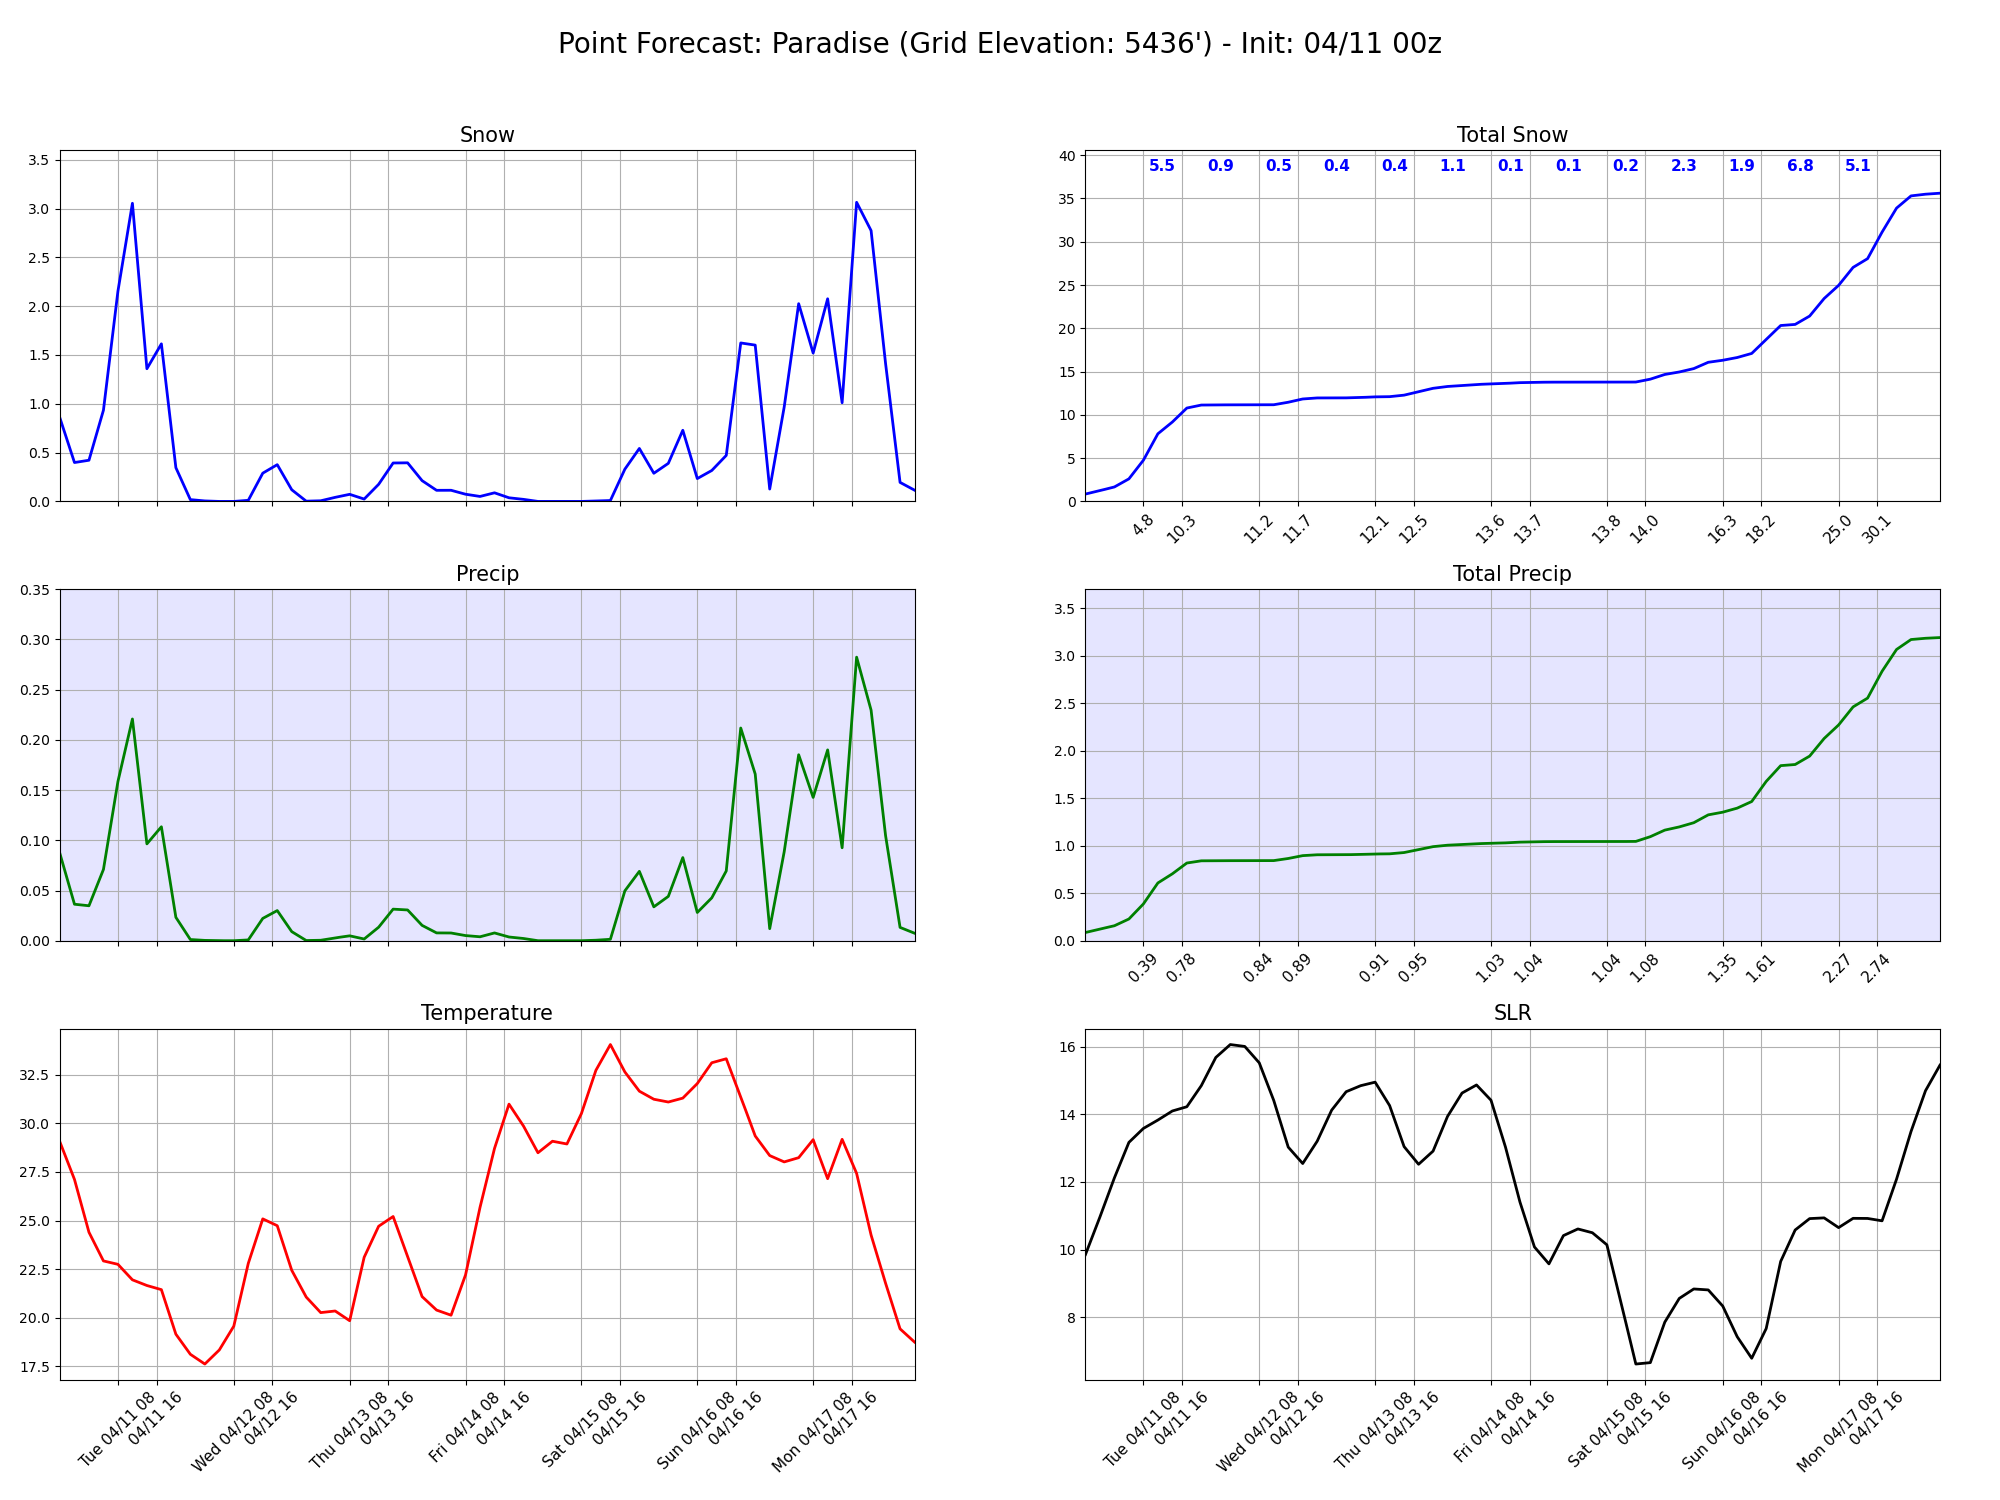 Point Forecast: Paradise (Grid Elevation: 5436') - Init: 04/11 00z
Snow
3.5
3.0
2.5
2.0
1.5
1.0
0.5
0.0
Total Snow
40
35
30
25
20
15
10
5
0
5.5 0.9 0.5 0.4 0.4 1.1 0.1 0.1 0.2 2.3 1.9 6.8 5.1
4.8 10.3 11.2 11.7 12.1 12.5 13.6 13.7 13.8 14.0 16.3 18.2 25.0 30.1
Precip
0.35
0.30
0.25
0.20
0.15
0.10
0.05
0.00
Total Precip
3.5
3.0
2.5
2.0
1.5
1.0
0.5
0.0
0.39 0.78 0.84 0.89 0.91 0.95 1.03 1.04 1.04 1.08 1.35 1.61 2.27 2.74
Temperature
32.5
30.0
27.5
25.0
22.5
20.0
17.5
Tue 04/11 08
04/11 16
Wed 04/12 08
04/12 16
Thu 04/13 08
04/13 16
Fri 04/14 08
04/14 16
Sat 04/15 08
04/15 16
Sun 04/16 08
04/16 16
Mon 04/17 08
04/17 16
SLR
16
14
12
10
8
Tue 04/11 08
04/11 16
Wed 04/12 08
04/12 16
Thu 04/13 08
04/13 16
Fri 04/14 08
04/14 16
Sat 04/15 08
04/15 16
Sun 04/16 08
04/16 16
Mon 04/17 08
04/17 16